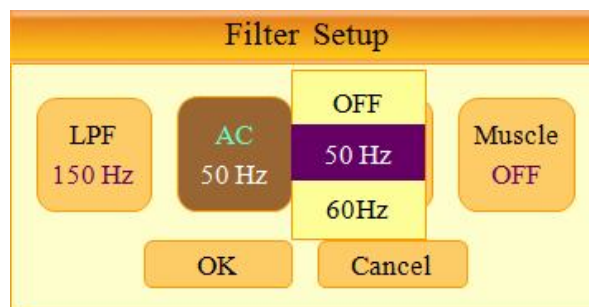 Filter Setup
LPF
150 Hz
AC
50 Hz
OFF
50 Hz
60Hz
Muscle
OFF
OK
Cancel